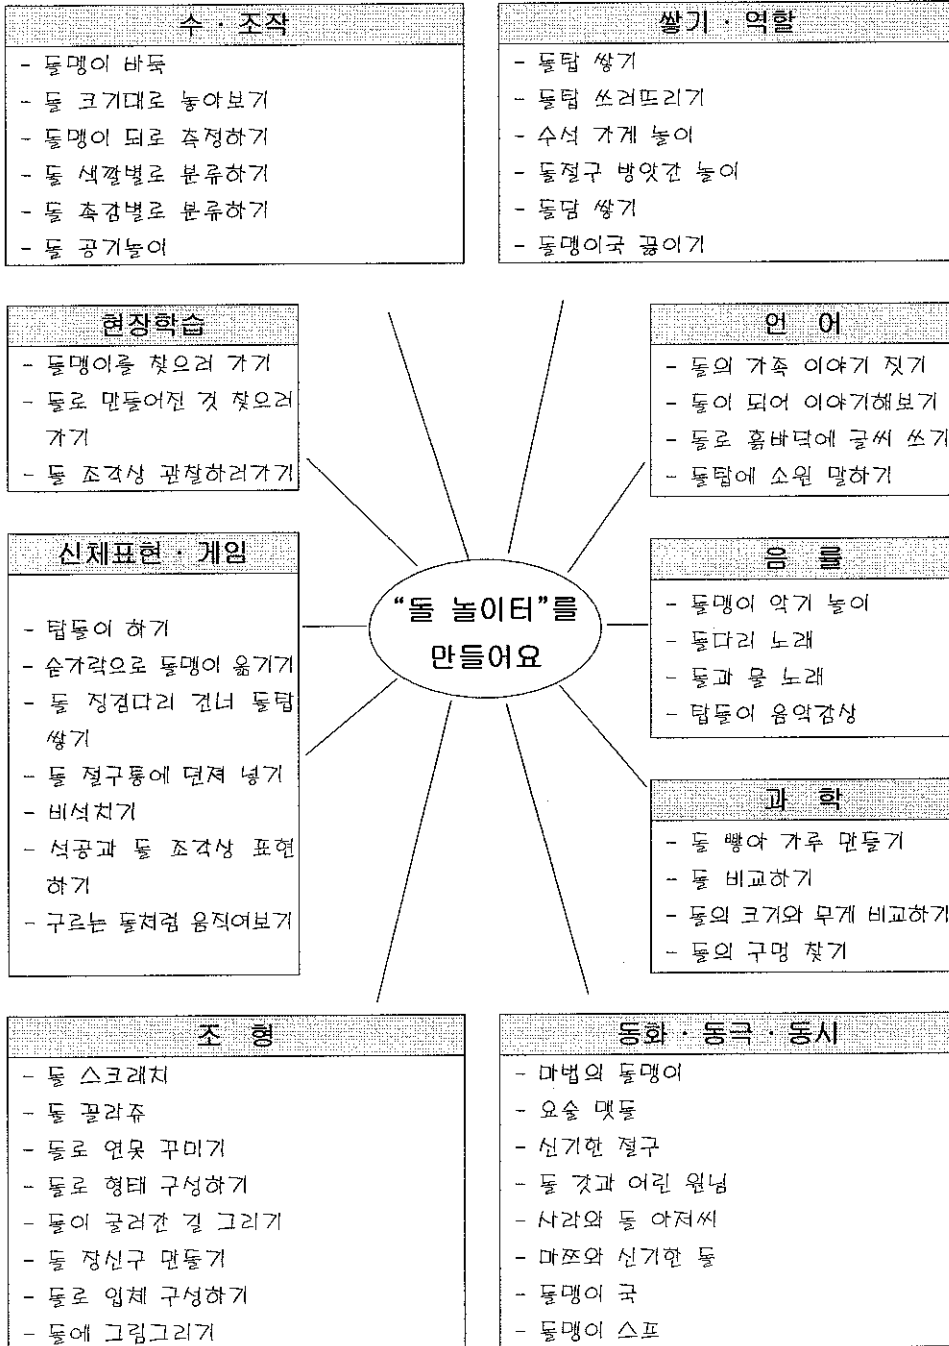 수 · 조작
- 돌멩이 바둑
- 돌 크기대로 놓아보기
- 돌멩이 되로 측정하기
- 돌 색깔별로 분류하기
- 돌 촉감별로 분류하기
- 돌 공기놀이
쌓기 · 역할
- 돌탑 쌓기
- 돌탑 쓰러뜨리기
- 수석 가게 놀이
- 돌절구 방앗간 놀이
- 돌담 쌓기
- 돌멩이국 끓이기
현장학습
- 돌멩이를 찾으러 가기
- 돌로 만들어진 것 찾으러
가기
- 돌 조각상 관찰하러가기
언 어
- 돌의 가족 이야기 짓기
- 돌이 되어 이야기해보기
- 돌로 흙바닥에 글씨 쓰기
- 돌탑에 소원 말하기
신체표현 · 게임
- 탑돌이 하기
- 숟가락으로 돌멩이 옮기기
- 돌 징검다리 건너 돌탑
쌓기
- 돌 절구통에 던져 넣기
- 비석치기
- 석공과 돌 조각상 표현
하기
- 구르는 돌처럼 움직여보기
“돌 놀이터”를
만들어요
음 률
- 돌멩이 악기 놀이
- 돌다리 노래
- 돌과 물 노래
- 탑돌이 음악감상
과 학
- 돌 빻아 가루 만들기
- 돌 비교하기
- 돌의 크기와 무게 비교하기
- 돌의 구멍 찾기
조 형
- 돌 스크래치
- 돌 꼴라쥬
- 돌로 연못 꾸미기
- 돌로 형태 구성하기
- 돌이 굴러간 길 그리기
- 돌 장신구 만들기
- 돌로 입체 구성하기
- 돌에 그림그리기
동화 · 동극 · 동시
- 마법의 돌멩이
- 요술 맷돌
- 신기한 절구
- 돌 갓과 어린 원님
- 사라와 돌 아저씨
- 마쯔와 신기한 돌
- 돌멩이 국
- 돌멩이 스프